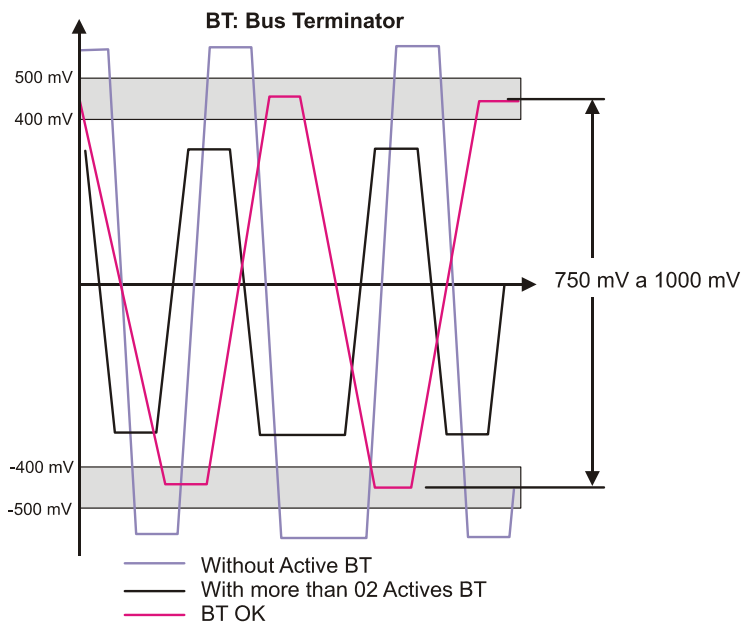 BT: Bus Terminator
500 mV
400 mV
750 mV a 1000 mV
-400 mV
-500 mV
Without Active BT
With more than 02 Actives BT
BT OK